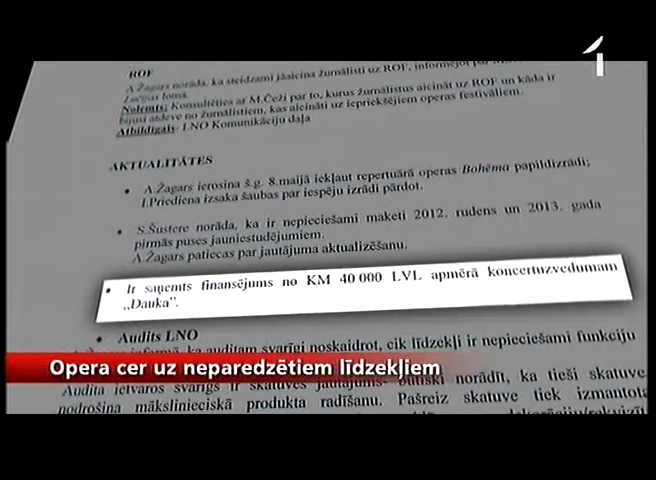 1
ROF
A.Žagars norāda, ka steidzami jāaicina žurnālisti uz ROF, informējot par
Lučijas lomā.
Nolemts: Konsultēties ar M.Čeži par to, kurus žurnālistus aicināt uz ROF un kāda ir
bijusi atdeve no žurnālistiem, kas aicināti uz iepriekšējiem operas festivāliem.
Atbildīgais- LNO Komunikāciju daļa
AKTUALITĀTES
• A.Žagars ierosina š.g. 8.maijā iekļaut repertuārā operas Bohēma papildizrādi;
I.Priediena izsaka šaubas par iespēju izrādi pārdot.
• S.Šustere norāda, ka ir nepieciešami maketi 2012. rudens un 2013. gada
pirmās puses jauniestudējumiem.
A.Žagars patiecas par jautājuma aktualizēšanu.
• Ir saņemts finansējums no KM 40 000 LVL apmērā koncertuzvedumam
„Dauka”.
• Audits LNO
ka auditam svarīgi noskaidrot, cik līdzekļi ir nepieciešami funkciju
Opera cer uz neparedzētiem līdzekļiem
Audita ietvaros svarīgs ir skatuves jautājums- būtiski norādīt, ka tieši skatuve
nodrošina mākslinieciskā produkta radīšanu. Pašreiz skatuve tiek izmantota